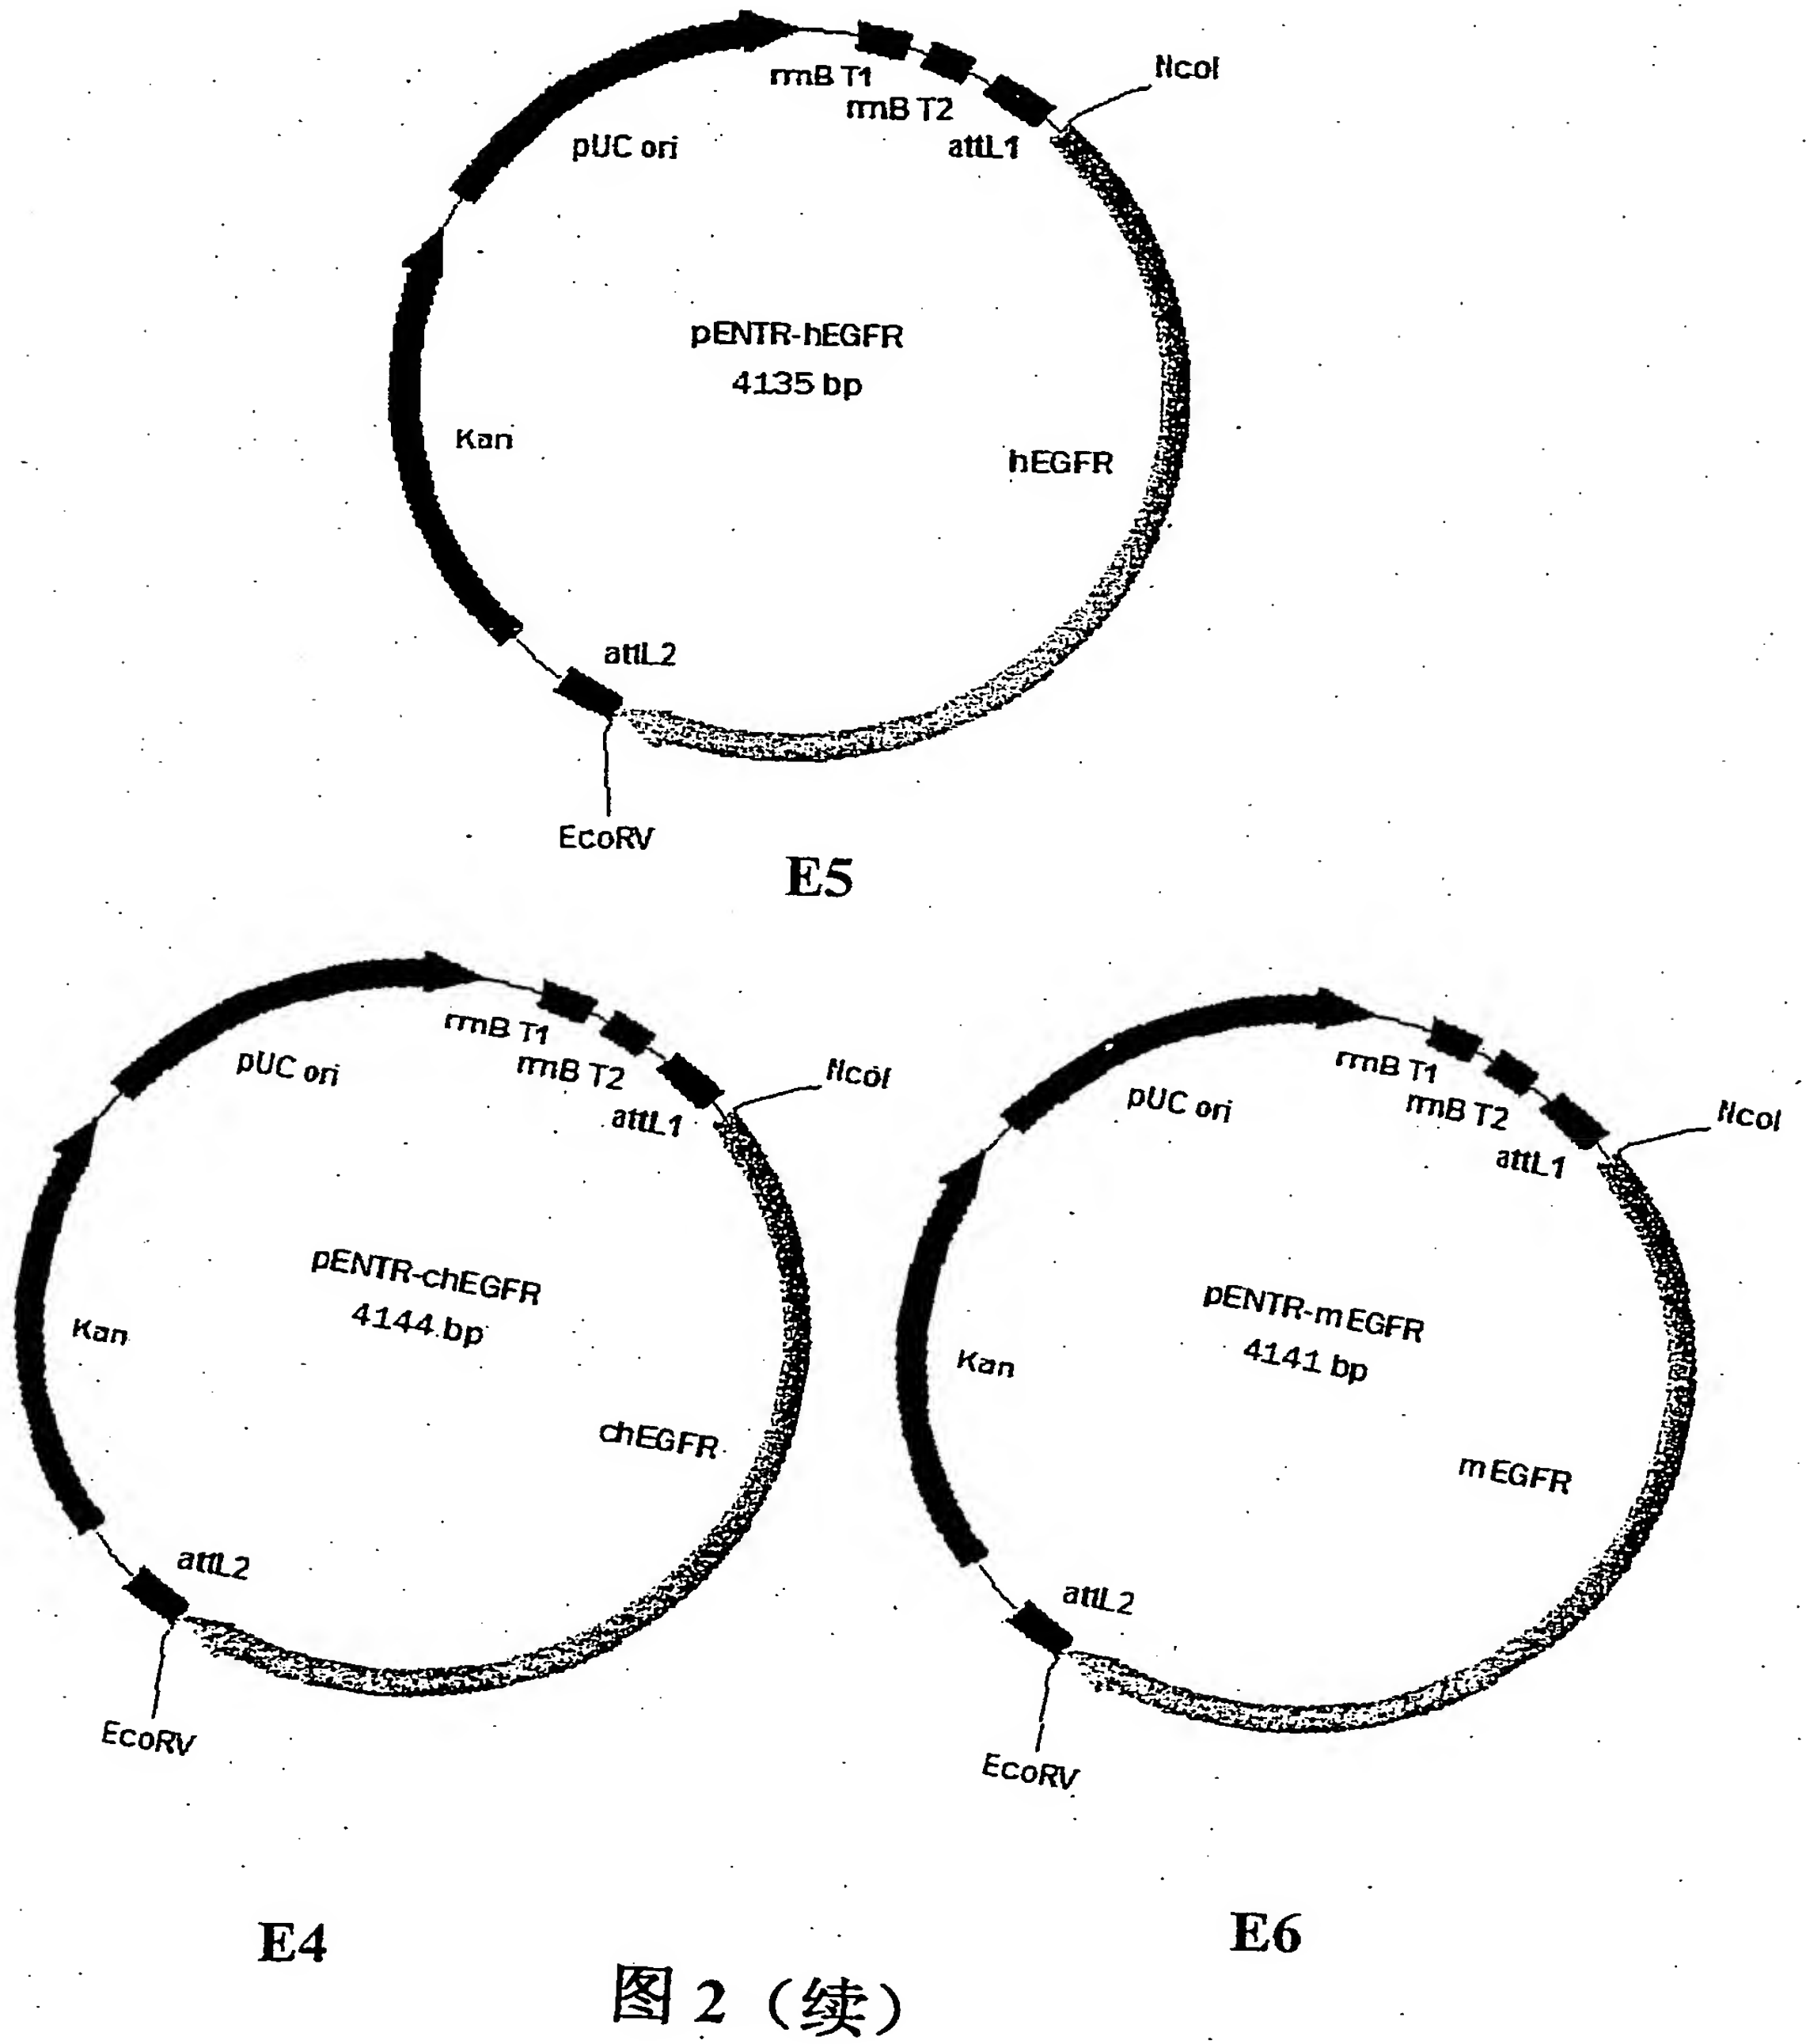 NcoI
rrnB T1
rrnB T2
attL1
pUC ori
pENTR-hEGFR
4135 bp
Kan
hEGFR
attL2
EcoRV
E5
rrnB T1
rrnB T2
attL1
NcoI
pUC ori
pENTR-chEGFR
4144 bp
Kan
chEGFR
attL2
EcoRV
E4
rrnB T1
rrnB T2
attL1
NcoI
pUC ori
pENTR-mEGFR
4141 bp
Kan
mEGFR
attL2
EcoRV
E6
图 2（续）